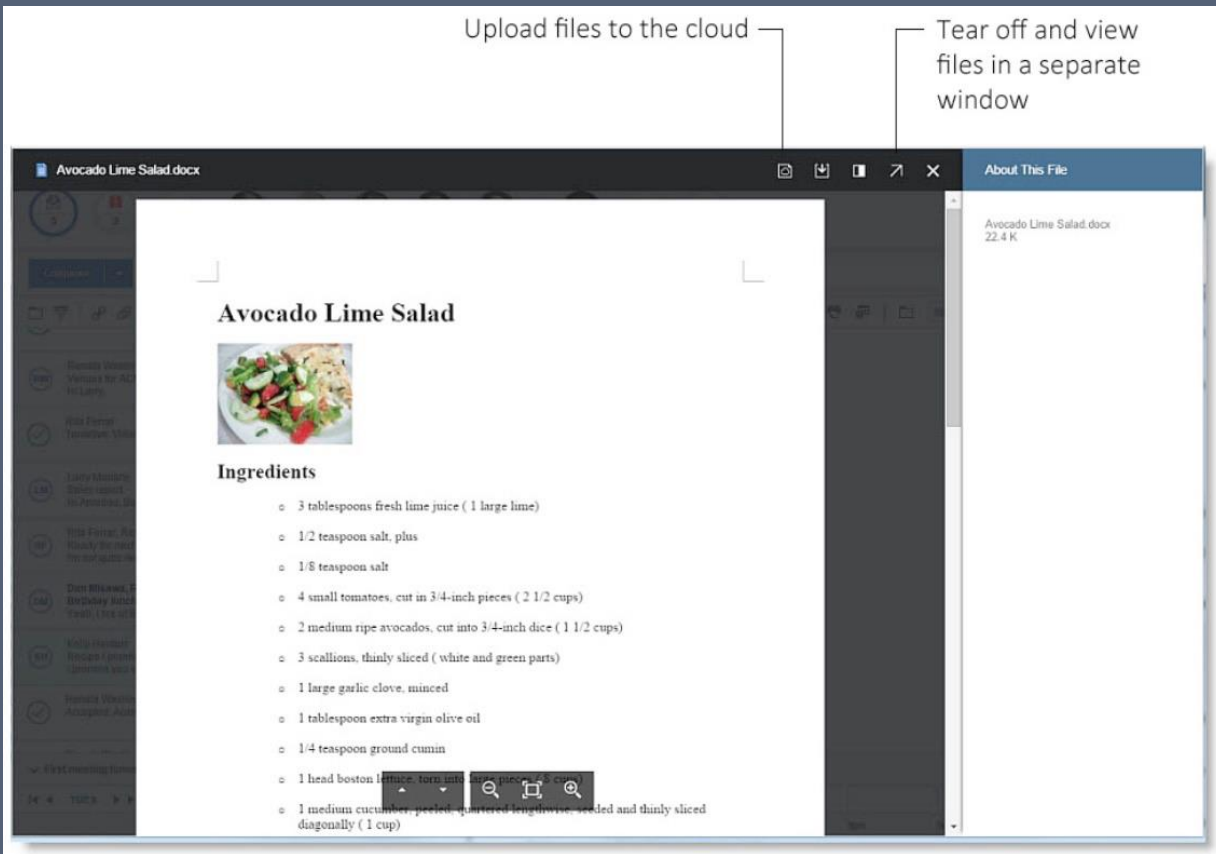 Upload files to the cloud
Tear off and view
files in a separate
window
Avocado Lime Salad.docx
About This File
Avocado Lime Salad.docx
22.4 K
Avocado Lime Salad
Ingredients
3 tablespoons fresh lime juice ( 1 large lime)
1/2 teaspoon salt, plus
1/8 teaspoon salt
4 small tomatoes, cut in 3/4-inch pieces ( 2 1/2 cups)
2 medium ripe avocados, cut into 3/4-inch dice ( 1 1/2 cups)
3 scallions, thinly sliced ( white and green parts)
1 large garlic clove, minced
1 tablespoon extra virgin olive oil
1/4 teaspoon ground cumin
1 head boston lettuce, torn into large pieces ( 8 cups)
1 medium cucumber, peeled, quartered lengthwise, seeded and thinly sliced
diagonally ( 1 cup)